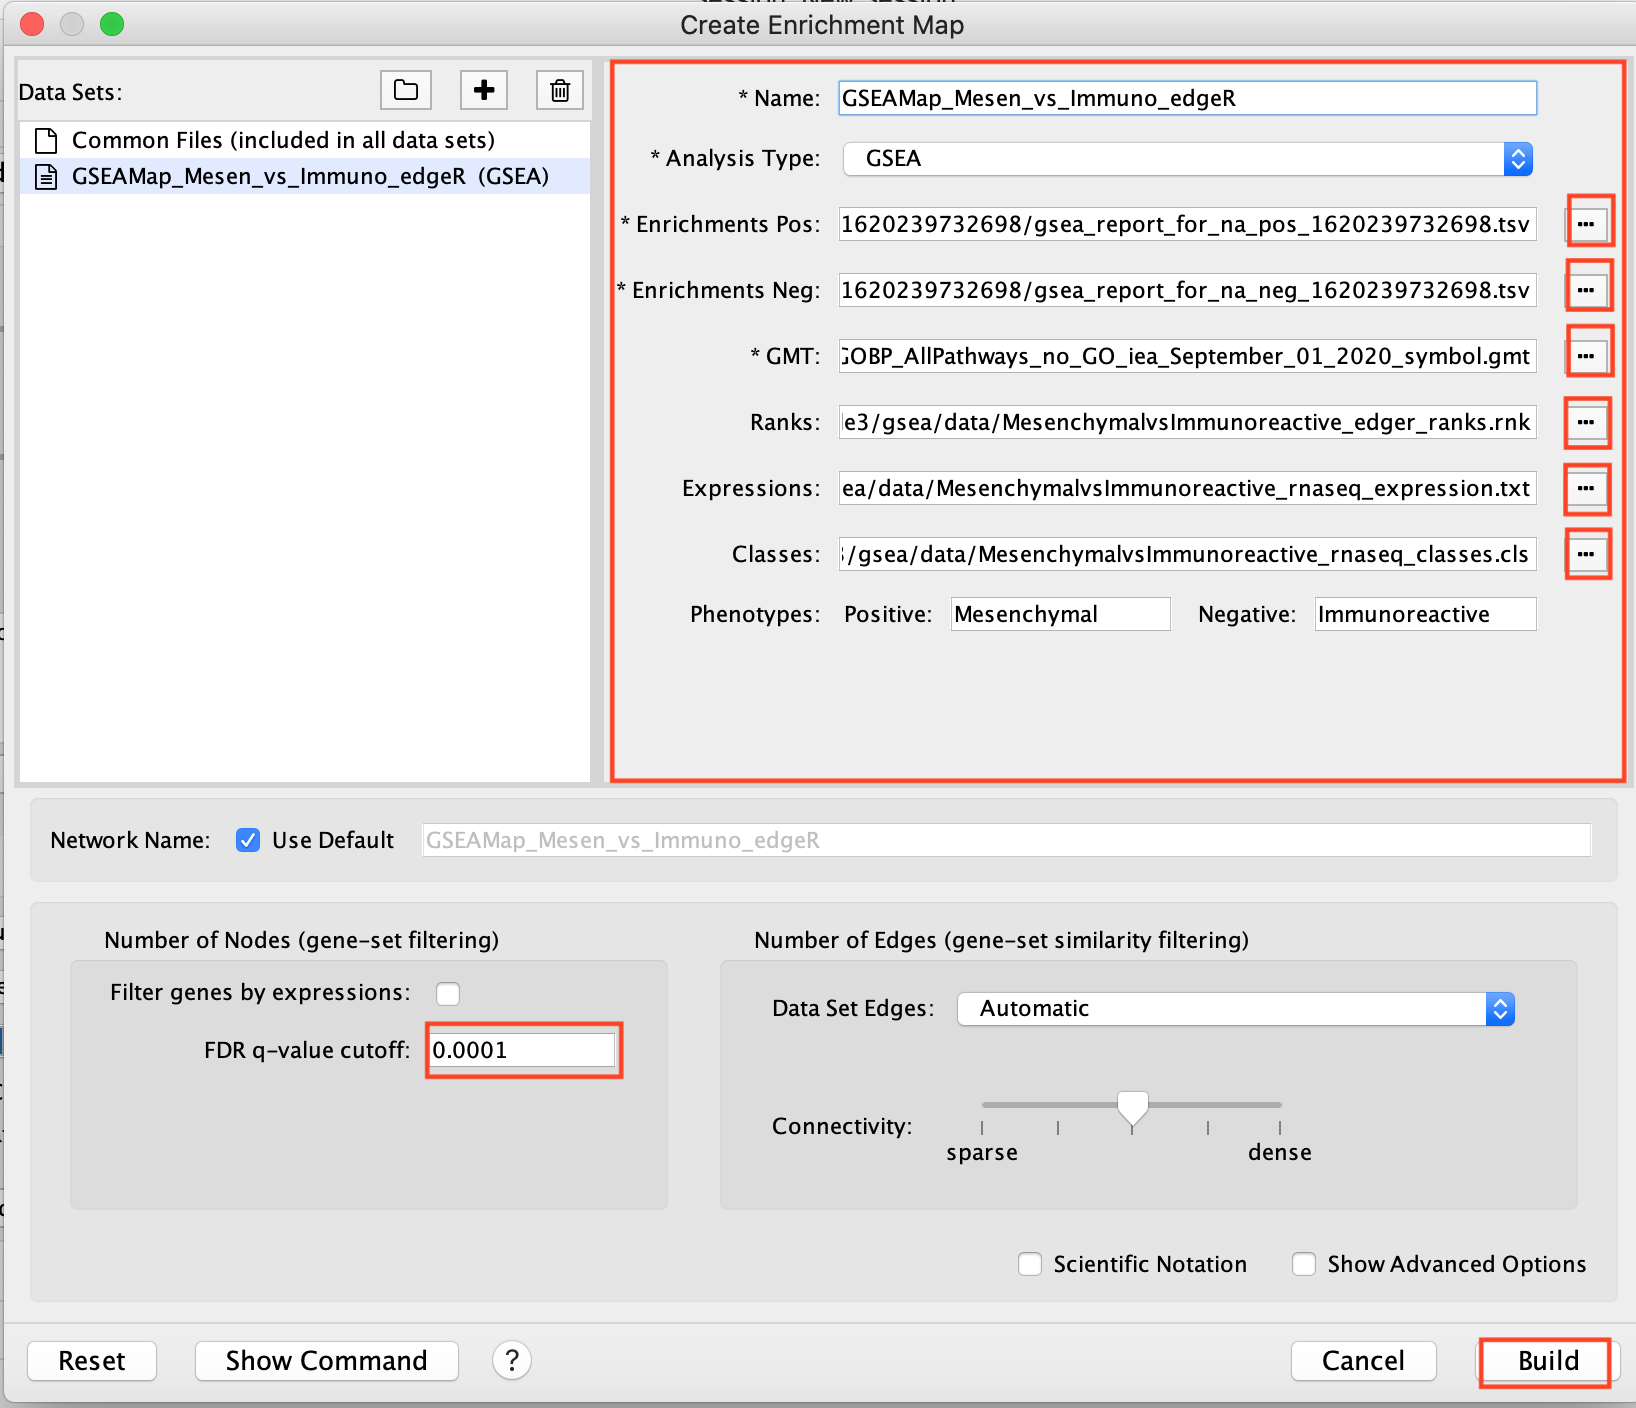 Create Enrichment Map
Data Sets:
Common Files (included in all data sets)
GSEAMap_Mesen_vs_Immuno_edgeR (GSEA)
* Name: GSEAMap_Mesen_vs_Immuno_edgeR
* Analysis Type: GSEA
* Enrichments Pos: 1620239732698/gsea_report_for_na_pos_1620239732698.tsv ...
* Enrichments Neg: 1620239732698/gsea_report_for_na_neg_1620239732698.tsv ...
* GMT: GOBP_AllPathways_no_GO_iea_September_01_2020_symbol.gmt ...
Ranks: e3/gsea/data/MesenchymalvsImmunoreactive_edger_ranks.rnk ...
Expressions: ea/data/MesenchymalvsImmunoreactive_rnaseq_expression.txt ...
Classes: /gsea/data/MesenchymalvsImmunoreactive_rnaseq_classes.cls ...
Phenotypes: Positive: Mesenchymal Negative: Immunoreactive
Network Name: Use Default GSEAMap_Mesen_vs_Immuno_edgeR
Number of Nodes (gene-set filtering)
Filter genes by expressions:
FDR q-value cutoff: 0.0001
Number of Edges (gene-set similarity filtering)
Data Set Edges: Automatic
Connectivity:
sparse dense
Scientific Notation Show Advanced Options
Reset Show Command ? Cancel Build